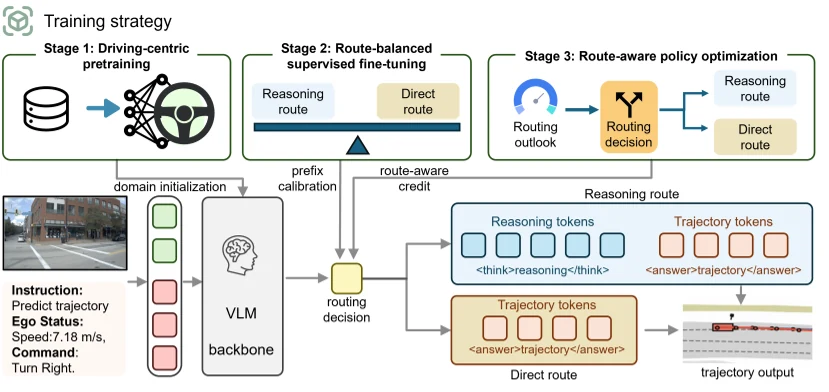 Training strategy
Stage 1: Driving-centric
pretraining
Stage 2: Route-balanced
supervised fine-tuning
Reasoning
route
Direct
route
Stage 3: Route-aware policy optimization
Routing
outlook
Routing
decision
Reasoning
route
Direct
route
domain initialization
prefix
calibration
route-aware
credit
Instruction:
Predict trajectory
Ego Status:
Speed:7.18 m/s,
Command:
Turn Right.
VLM
backbone
routing
decision
Reasoning route
Reasoning tokens
<think>reasoning</think>
Trajectory tokens
<answer>trajectory</answer>
Trajectory tokens
<answer>trajectory</answer>
Direct route
trajectory output